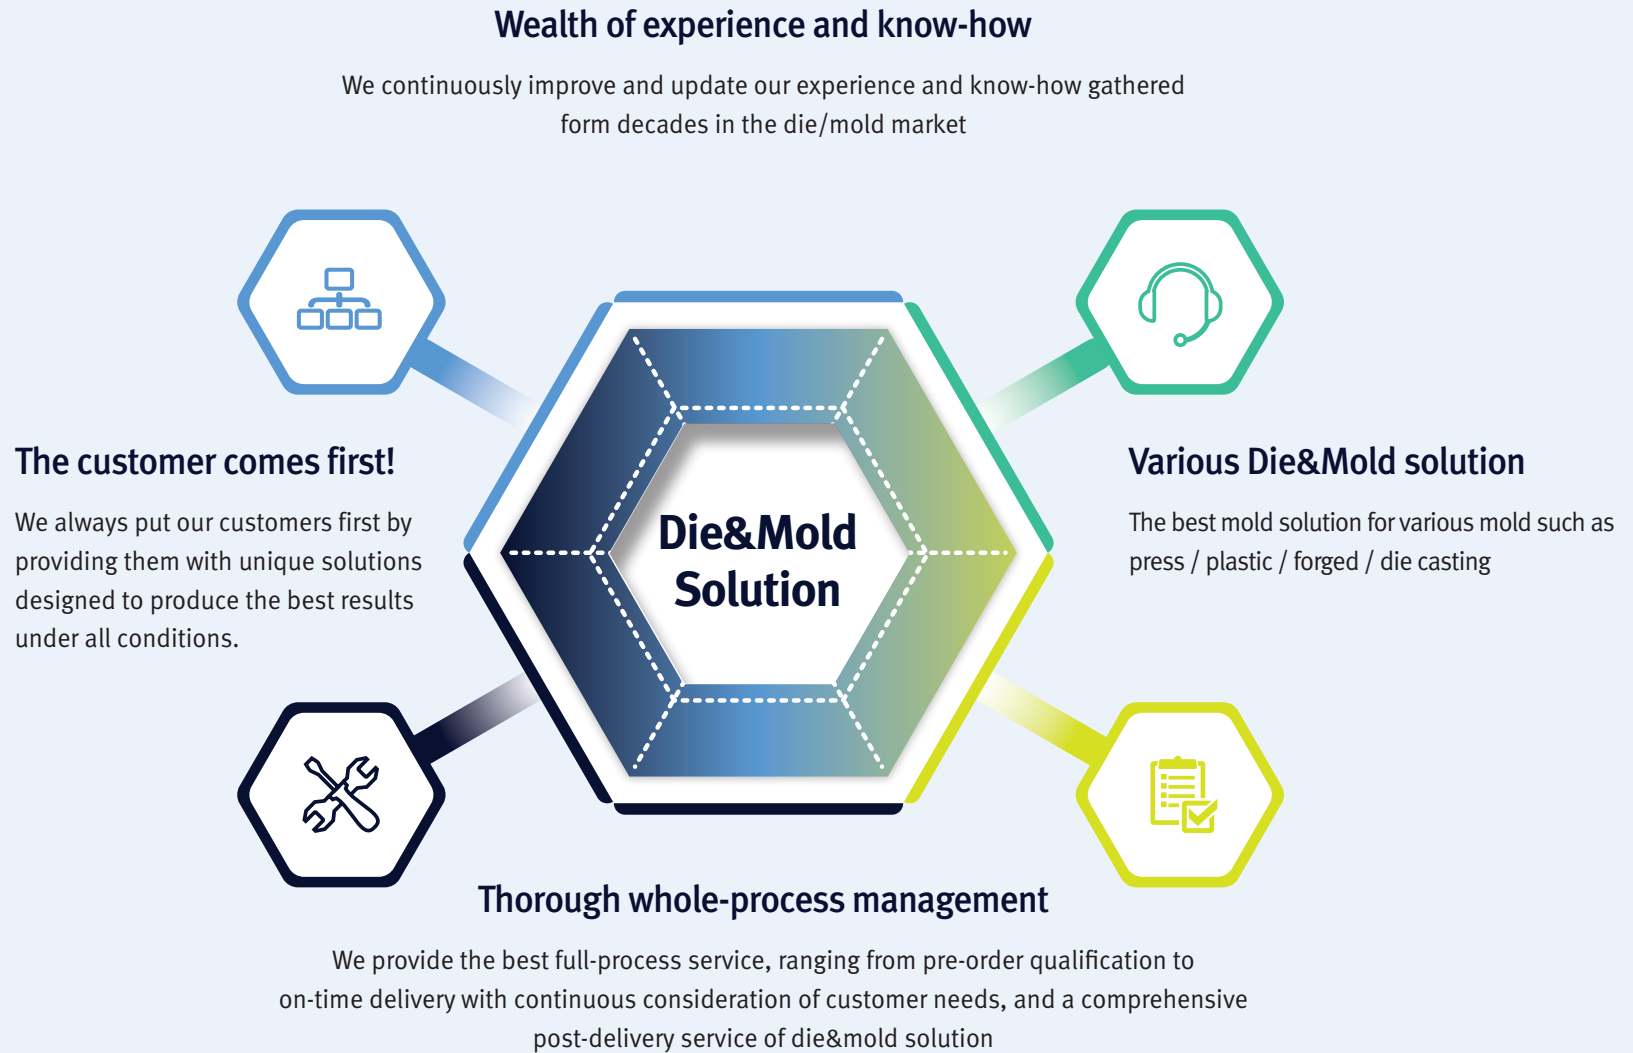 Wealth of experience and know-how
We continuously improve and update our experience and know-how gathered
form decades in the die/mold market
The customer comes first!
We always put our customers first by
providing them with unique solutions
designed to produce the best results
under all conditions.
Die&Mold
Solution
Various Die&Mold solution
The best mold solution for various mold such as
press / plastic / forged / die casting
Thorough whole-process management
We provide the best full-process service, ranging from pre-order qualification to
on-time delivery with continuous consideration of customer needs, and a comprehensive
post-delivery service of die&mold solution